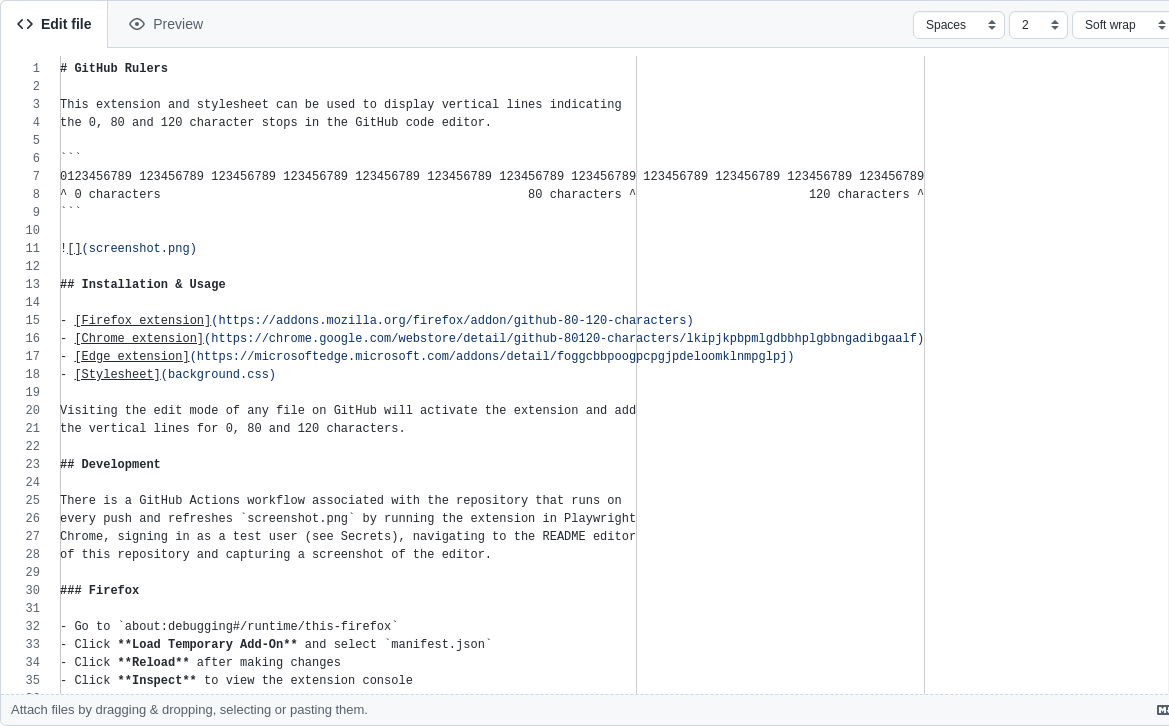 Edit file Preview Spaces 2 Soft wrap
1 # GitHub Rulers
2
3 This extension and stylesheet can be used to display vertical lines indicating
4 the 0, 80 and 120 character stops in the GitHub code editor.
5
6 ```
7 0123456789 123456789 123456789 123456789 123456789 123456789 123456789 123456789 123456789 123456789 123456789 123456789
8 ^ 0 characters                                                   80 characters ^                        120 characters ^
9 ```
10
11 ![](screenshot.png)
12
13 ## Installation & Usage
14
15 - [Firefox extension](https://addons.mozilla.org/firefox/addon/github-80-120-characters)
16 - [Chrome extension](https://chrome.google.com/webstore/detail/github-80120-characters/lkipjkpbpmlgdbbhplgbbngadibgaalf)
17 - [Edge extension](https://microsoftedge.microsoft.com/addons/detail/foggcbbpoogpcpgjpdeloomklnmpglpj)
18 - [Stylesheet](background.css)
19
20 Visiting the edit mode of any file on GitHub will activate the extension and add
21 the vertical lines for 0, 80 and 120 characters.
22
23 ## Development
24
25 There is a GitHub Actions workflow associated with the repository that runs on
26 every push and refreshes `screenshot.png` by running the extension in Playwright
27 Chrome, signing in as a test user (see Secrets), navigating to the README editor
28 of this repository and capturing a screenshot of the editor.
29
30 ### Firefox
31
32 - Go to `about:debugging#/runtime/this-firefox`
33 - Click **Load Temporary Add-On** and select `manifest.json`
34 - Click **Reload** after making changes
35 - Click **Inspect** to view the extension console
Attach files by dragging & dropping, selecting or pasting them.